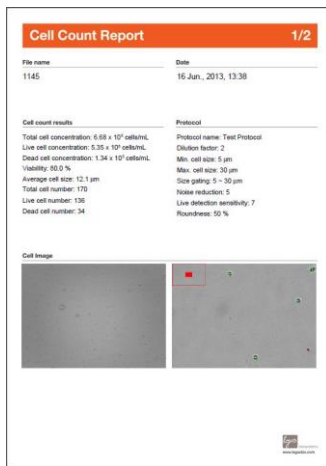 Cell Count Report 1/2
File name
Date
1145
16 Jun., 2013, 13:38
Cell count results
Protocol
Total cell concentration: 6.68 x 10⁵ cells/mL
Live cell concentration: 5.35 x 10⁵ cells/mL
Dead cell concentration: 1.34 x 10⁵ cells/mL
Viability: 80.0 %
Average cell size: 12.1 μm
Total cell number: 170
Live cell number: 136
Dead cell number: 34
Protocol name: Test Protocol
Dilution factor: 2
Min. cell size: 5 μm
Max. cell size: 30 μm
Size gating: 5 ~ 30 μm
Noise reduction: 5
Live detection sensitivity: 7
Roundness: 50 %
Cell Image
logos
www.logosbio.com